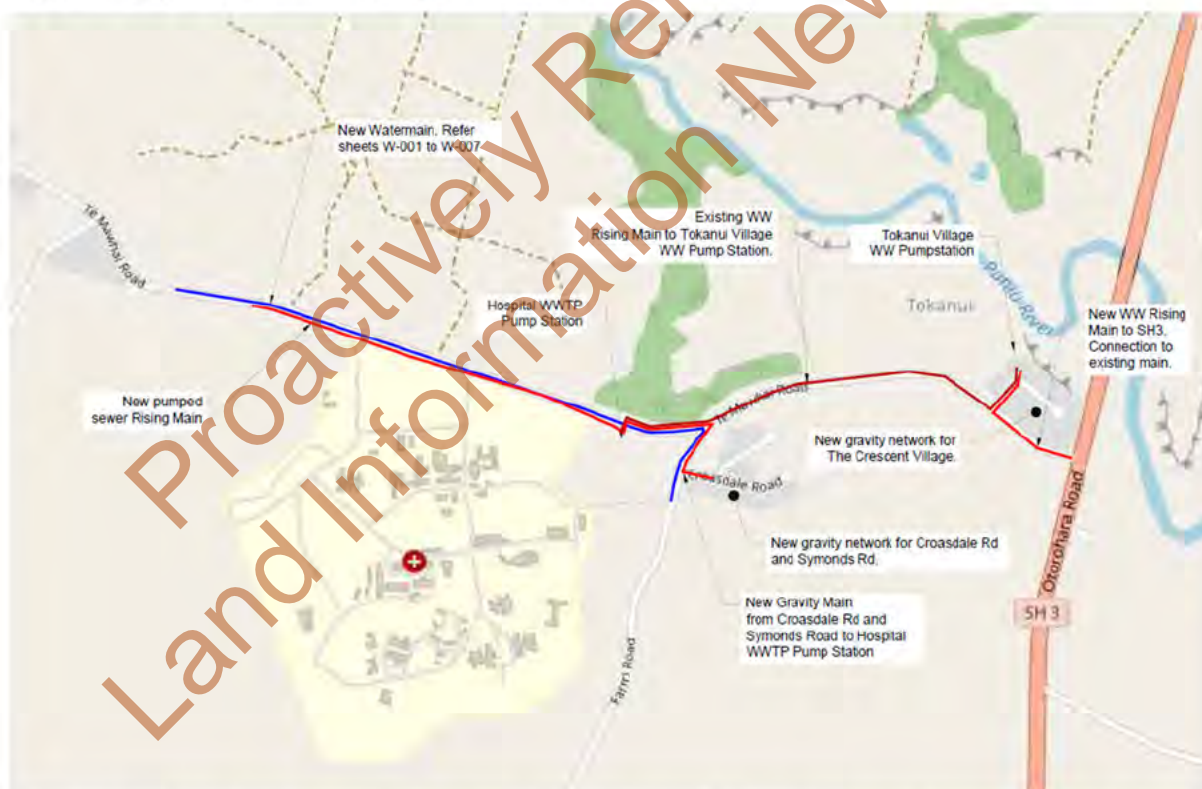 Proactively Re
Land Information New
New Watermain. Refer
sheets W-001 to W-007
Te Mawhai Road
Existing WW
Rising Main to Tokanui Village
WW Pump Station.
Tokanui Village
WW Pumpstation
Puniu River
Tokanui
Hospital WWTP
Pump Station
New WW Rising
Main to SH3.
Connection to
existing main.
New pumped
sewer Rising Main
Te Mawhai Road
New gravity network for
The Crescent Village.
Croasdale Road
New gravity network for Croasdale Rd
and Symonds Rd.
Otorohara Road
New Gravity Main
from Croasdale Rd and
Symonds Road to Hospital
WWTP Pump Station
SH 3
Farm Road